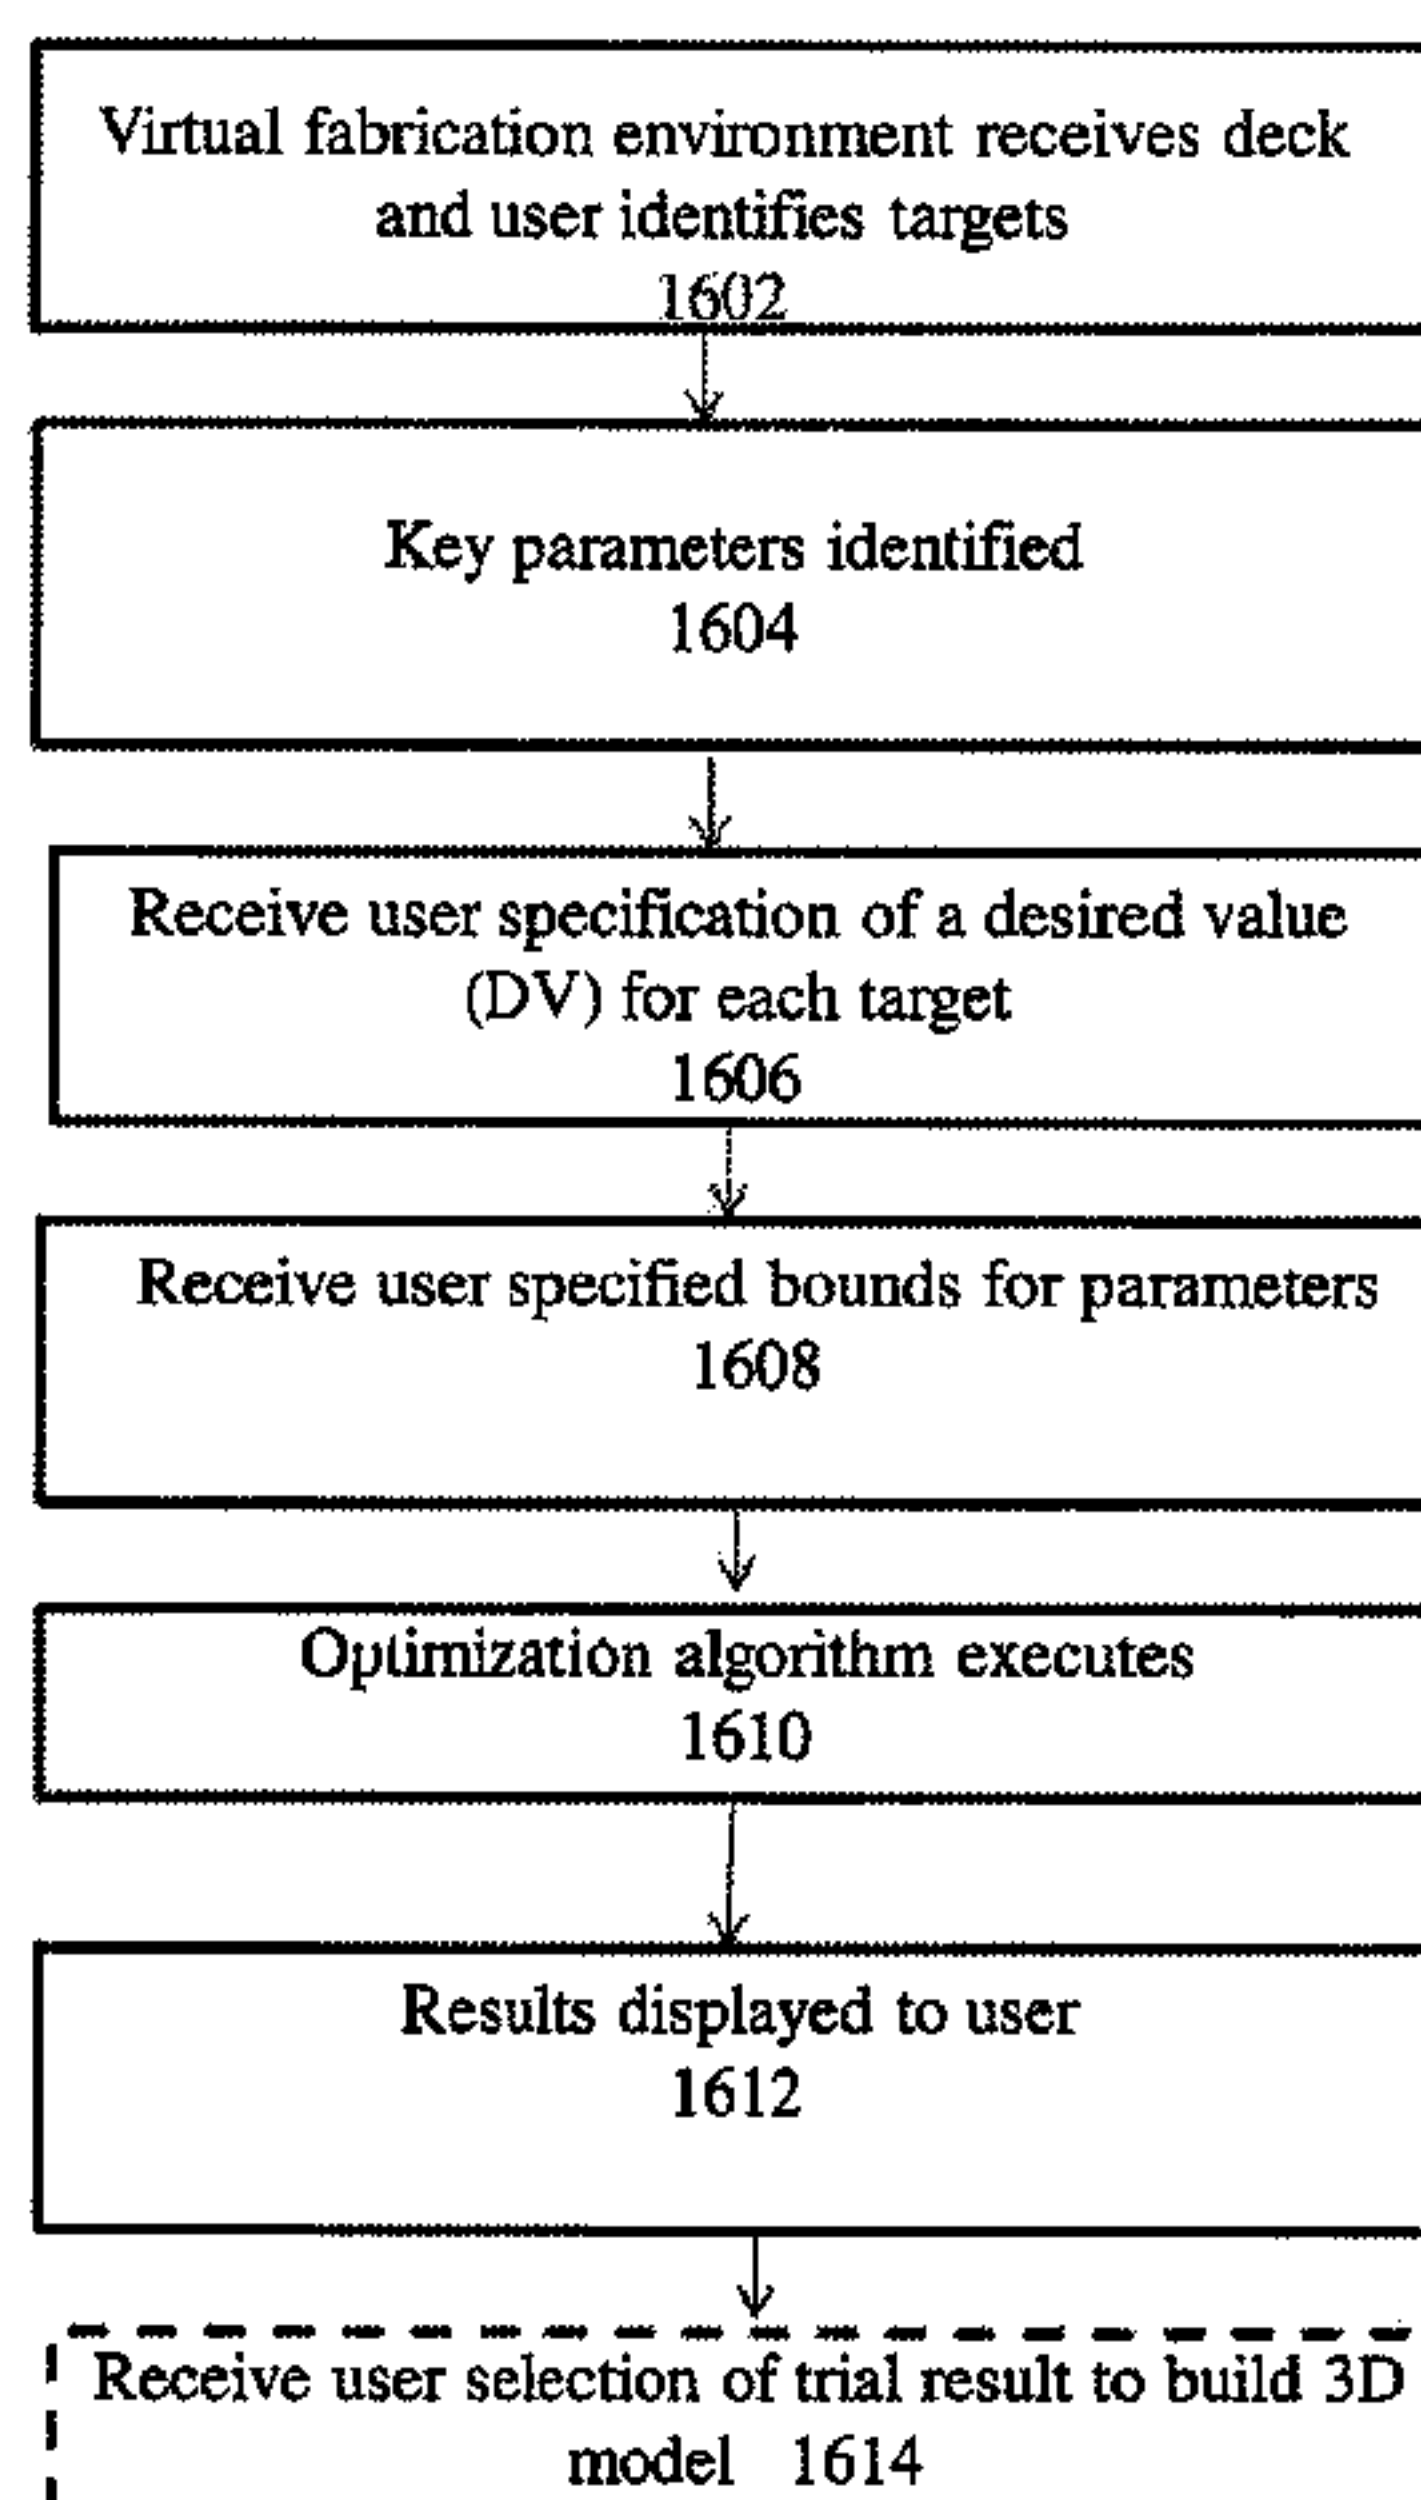 Virtual fabrication environment receives deck
and user identifies targets
1602
Key parameters identified
1604
Receive user specification of a desired value
(DV) for each target
1606
Receive user specified bounds for parameters
1608
Optimization algorithm executes
1610
Results displayed to user
1612
Receive user selection of trial result to build 3D
model 1614